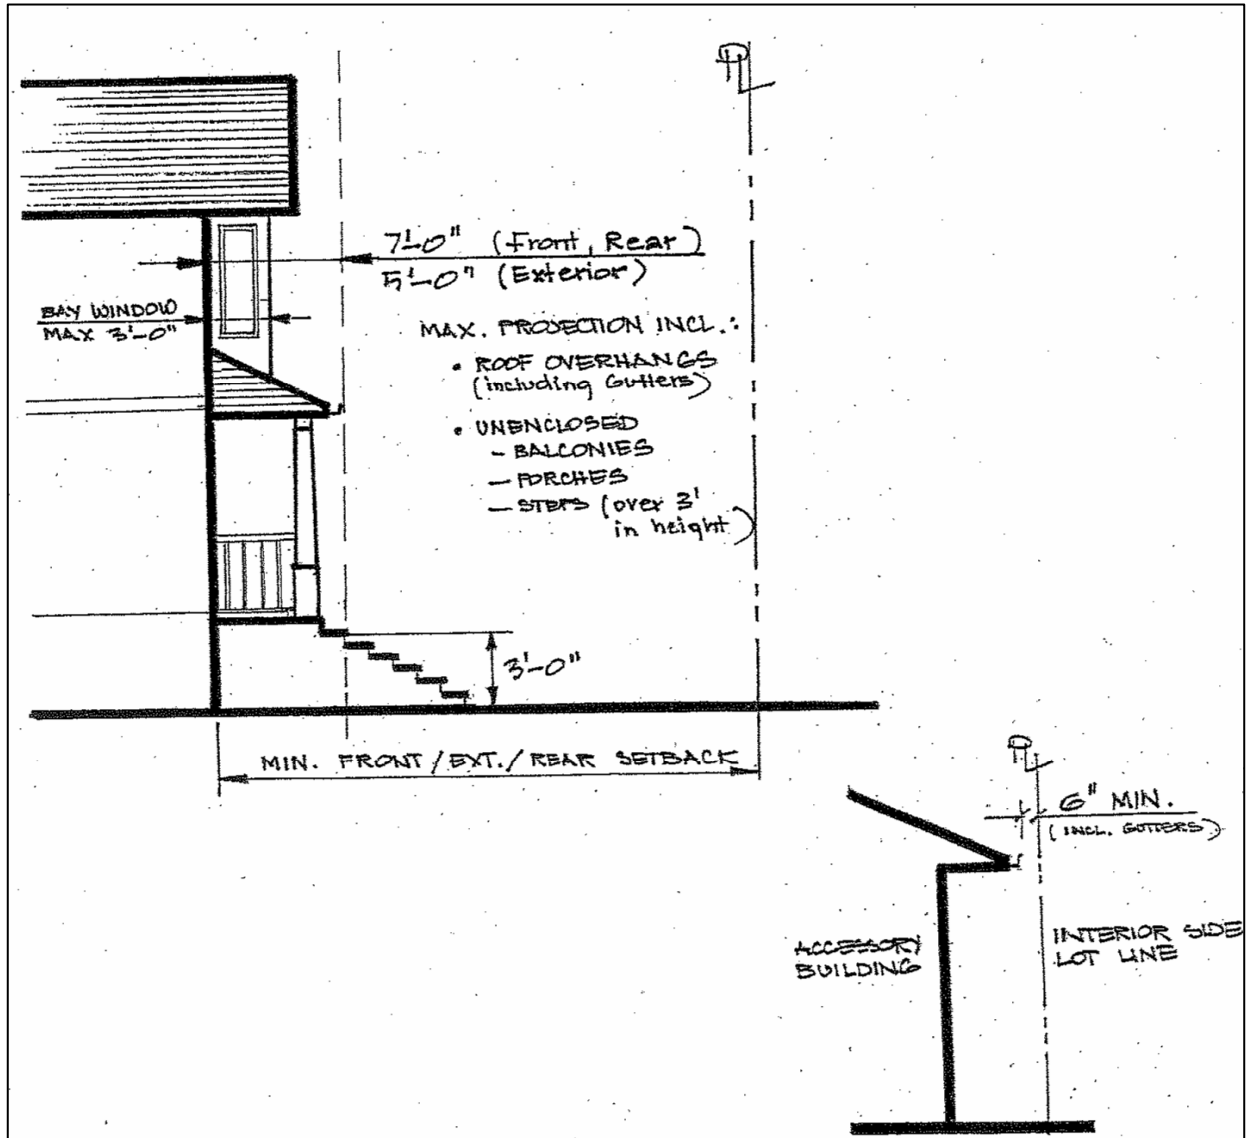 PL
7'-0" (Front, Rear)
5'-0" (Exterior)
BAY WINDOW
MAX 3'-0"
MAX. PROJECTION INCL.:
• ROOF OVERHANGS
(including Gutters)
• UNENCLOSED
- BALCONIES
- PORCHES
- STEPS (over 3'
in height)
3'-0"
MIN. FRONT/EXT./REAR SETBACK
PL
6" MIN.
(INCL. GUTTERS)
ACCESSORY
BUILDING
INTERIOR SIDE
LOT LINE